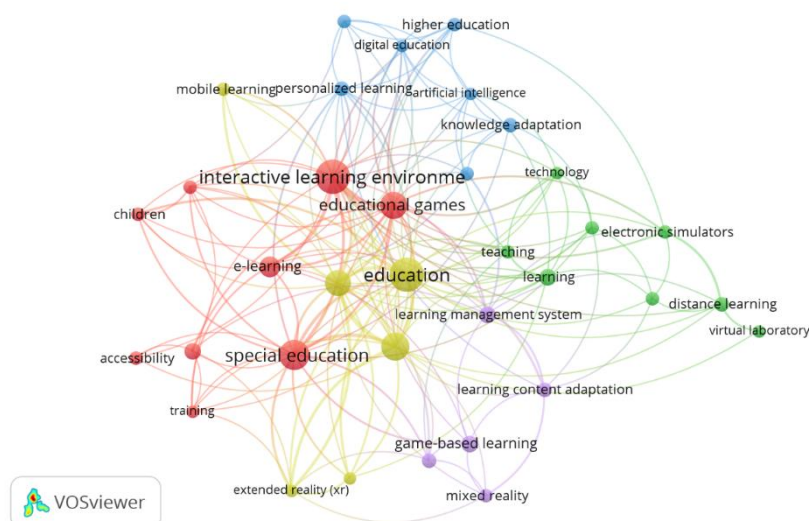 higher education
digital education
mobile learning
personalized learning
artificial intelligence
knowledge adaptation
interactive learning environme
technology
educational games
children
electronic simulators
teaching
e-learning
education
learning
distance learning
learning management system
virtual laboratory
special education
accessibility
learning content adaptation
training
game-based learning
extended reality (xr)
mixed reality
VOSviewer